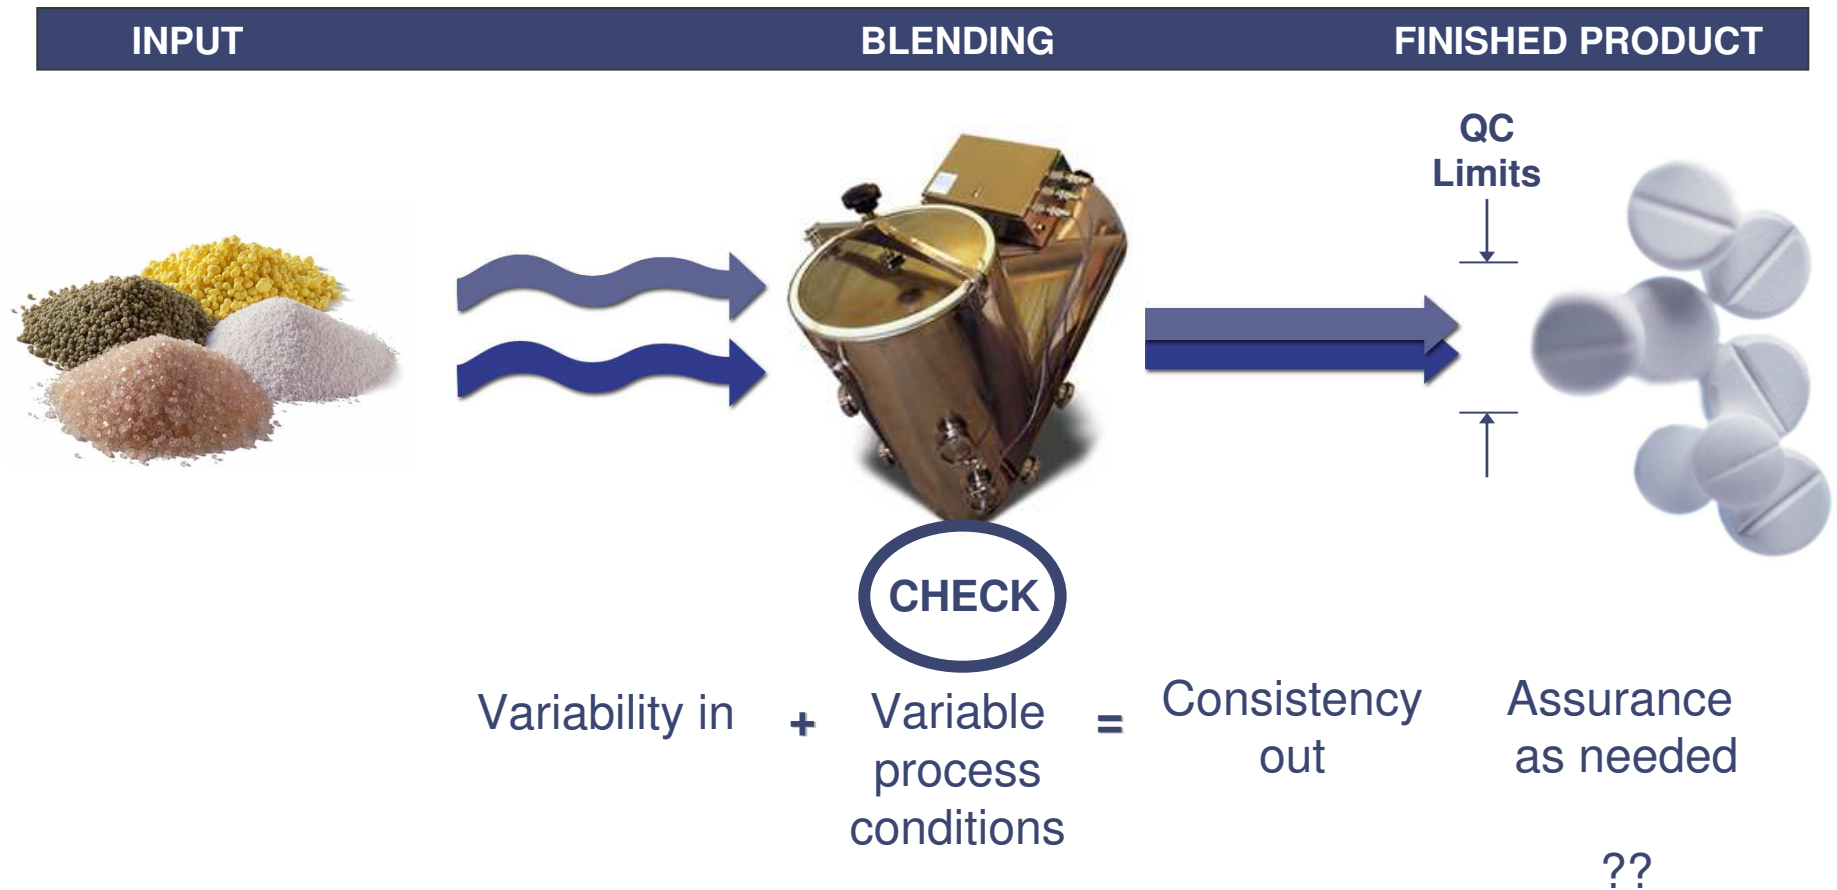 INPUT
BLENDING
FINISHED PRODUCT
QC
Limits
CHECK
Variability in
+
Variable
process
conditions
=
Consistency
out
Assurance
as needed
??